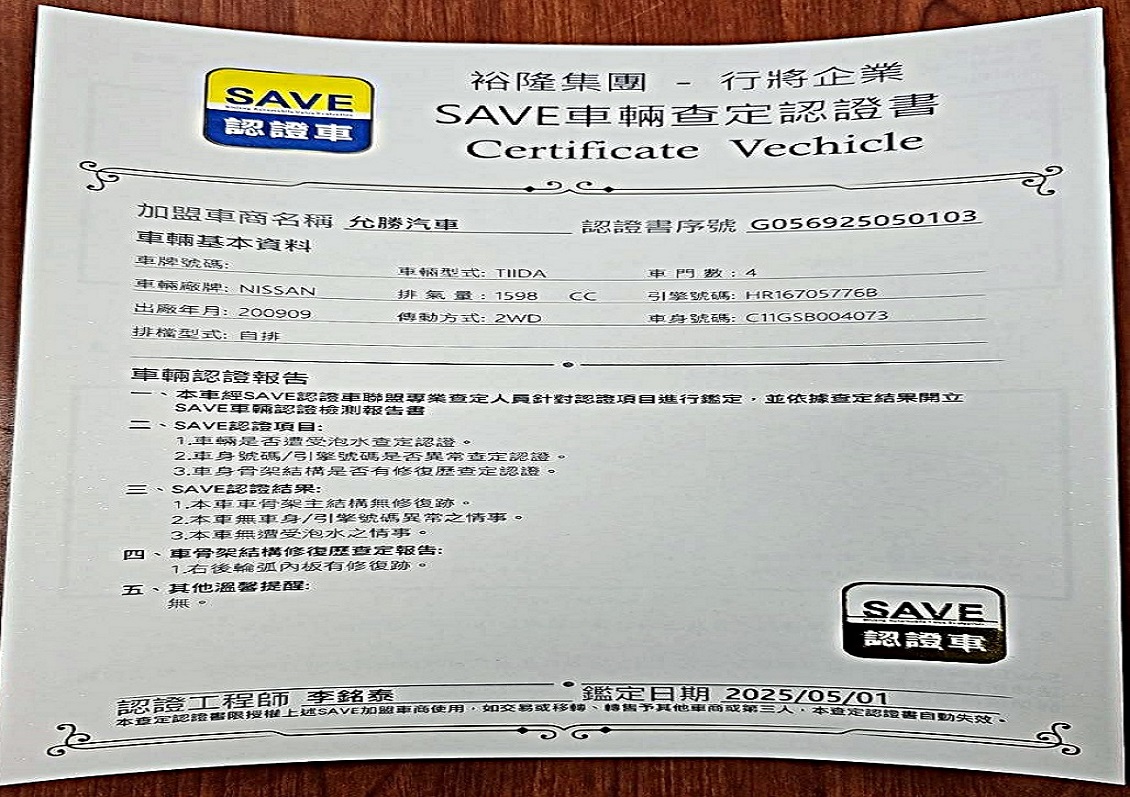 SAVE
認證車
裕隆集團 - 行將企業
SAVE車輛查定認證書
Certificate Vechicle
加盟車商名稱 允勝汽車 認證書序號 G056925050103
車輛基本資料
車牌號碼: 車輛型式: TIIDA 車門數: 4
車輛廠牌: NISSAN 排氣量: 1598 CC 引擎號碼: HR16705776B
出廠年月: 200909 傳動方式: 2WD 車身號碼: C11GSB004073
排檔型式: 自排
車輛認證報告
一、本車經SAVE認證車聯盟專業查定人員針對認證項目進行鑑定，並依據查定結果開立
SAVE車輛認證檢測報告書
二、SAVE認證項目:
1.車輛是否遭受泡水查定認證。
2.車身號碼/引擎號碼是否異常查定認證。
3.車身骨架結構是否有修復歷查定認證。
三、SAVE認證結果:
1.本車車骨架主結構無修復跡。
2.本車無車身/引擎號碼異常之情事。
3.本車無遭受泡水之情事。
四、車骨架結構修復歷查定報告:
1.右後輪弧內板有修復跡。
五、其他溫馨提醒:
無。
SAVE
認證車
認證工程師 李銘泰 鑑定日期 2025/05/01
本查定認證書限授權上述SAVE加盟車商使用，如交易或移轉、轉售予其他車商或第三人，本查定認證書自動失效。